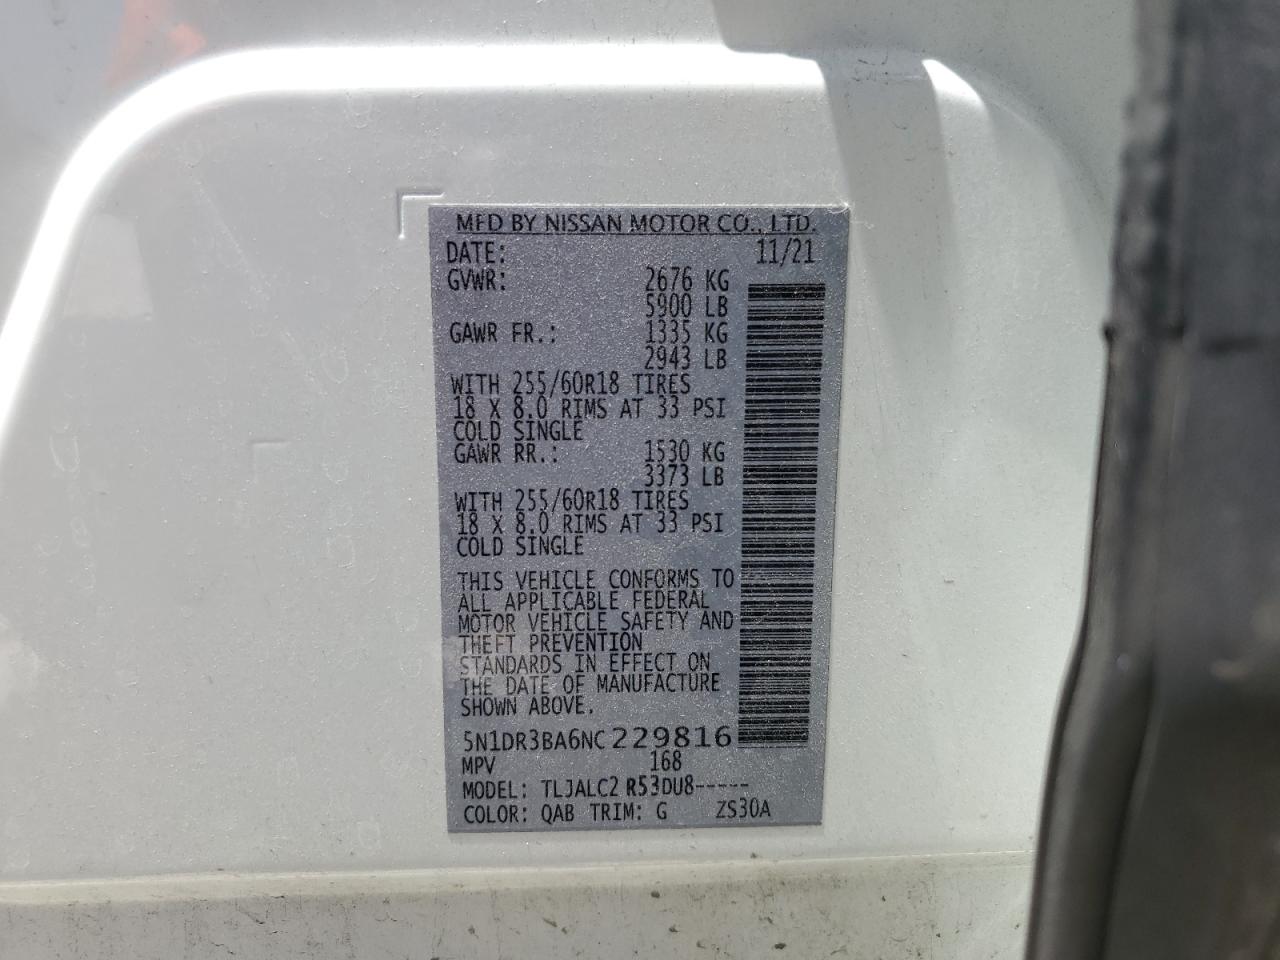 MFD BY NISSAN MOTOR CO., LTD.
DATE: 11/21
GVWR: 2676 KG
5900 LB
GAWR FR.: 1335 KG
2943 LB
WITH 255/60R18 TIRES
18 X 8.0 RIMS AT 33 PSI
COLD SINGLE
GAWR RR.: 1530 KG
3373 LB
WITH 255/60R18 TIRES
18 X 8.0 RIMS AT 33 PSI
COLD SINGLE
THIS VEHICLE CONFORMS TO
ALL APPLICABLE FEDERAL
MOTOR VEHICLE SAFETY AND
THEFT PREVENTION
STANDARDS IN EFFECT ON
THE DATE OF MANUFACTURE
SHOWN ABOVE.
5N1DR3BA6NC229816
MPV 168
MODEL: TLJALC2 R53DU8-----
COLOR: QAB TRIM: G ZS30A